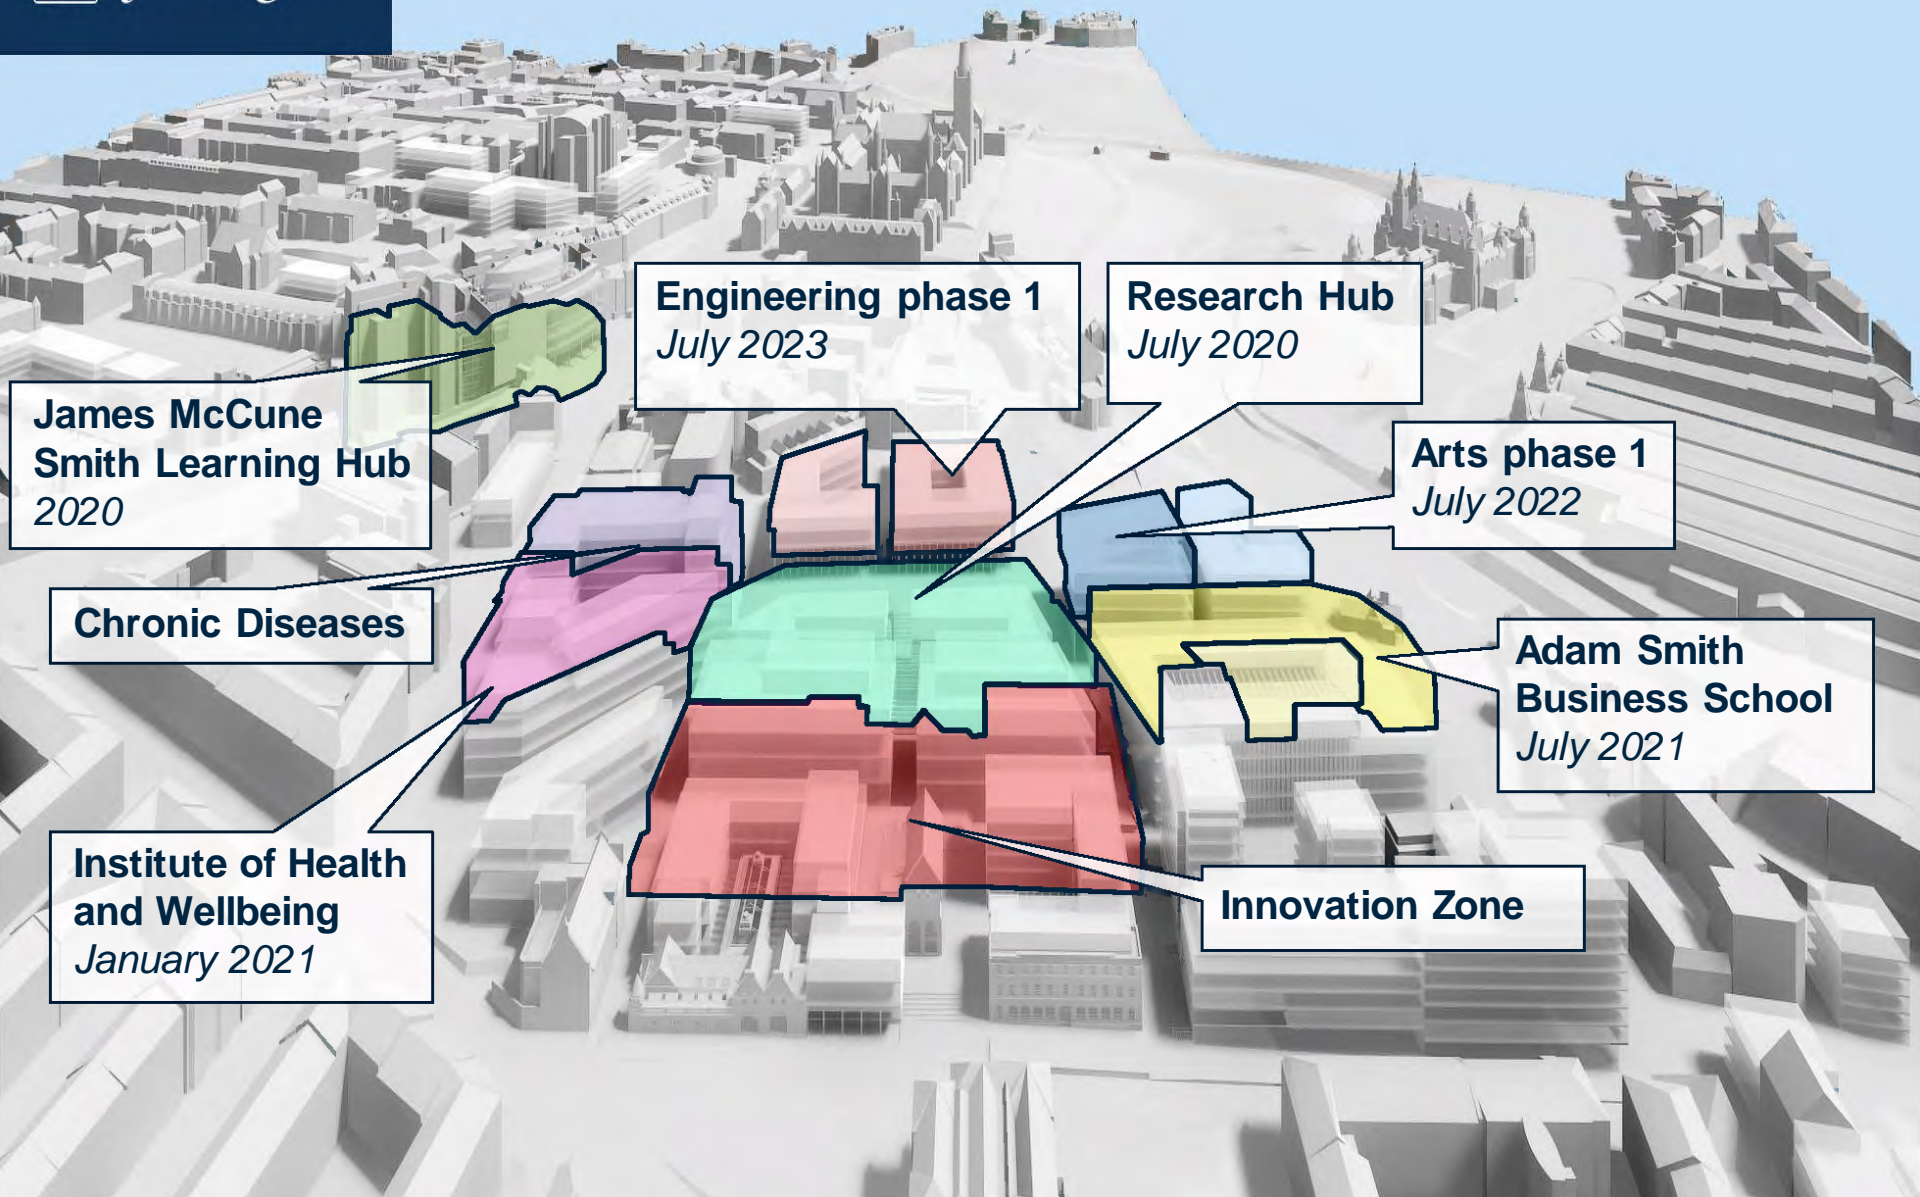 Engineering phase 1
July 2023
Research Hub
July 2020
James McCune
Smith Learning Hub
2020
Arts phase 1
July 2022
Chronic Diseases
Adam Smith
Business School
July 2021
Institute of Health
and Wellbeing
January 2021
Innovation Zone